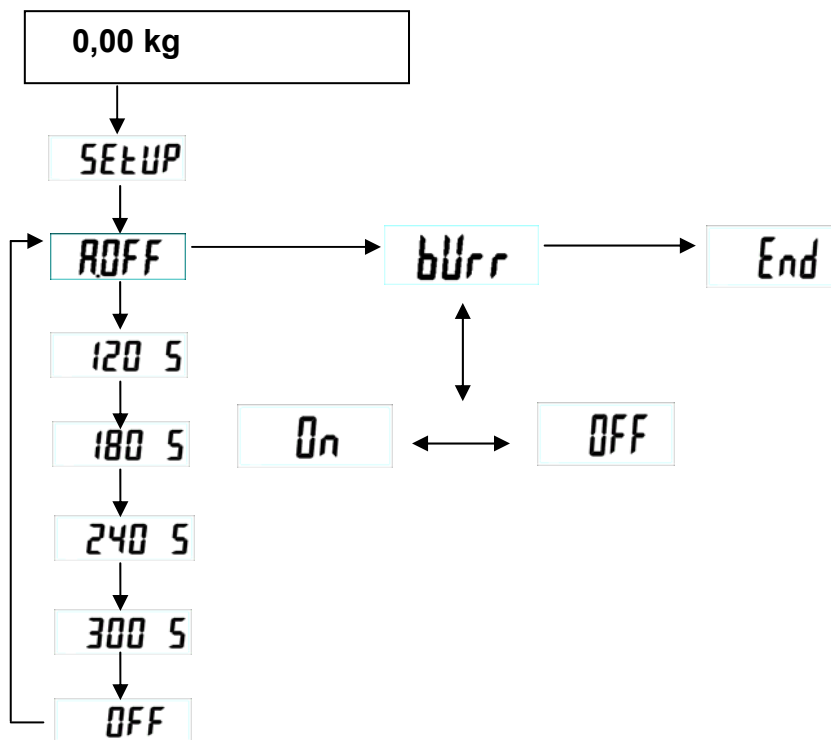 0,00 kg
SEtUP
A.OFF
bUrr
End
120 S
180 S
On
OFF
240 S
300 S
OFF